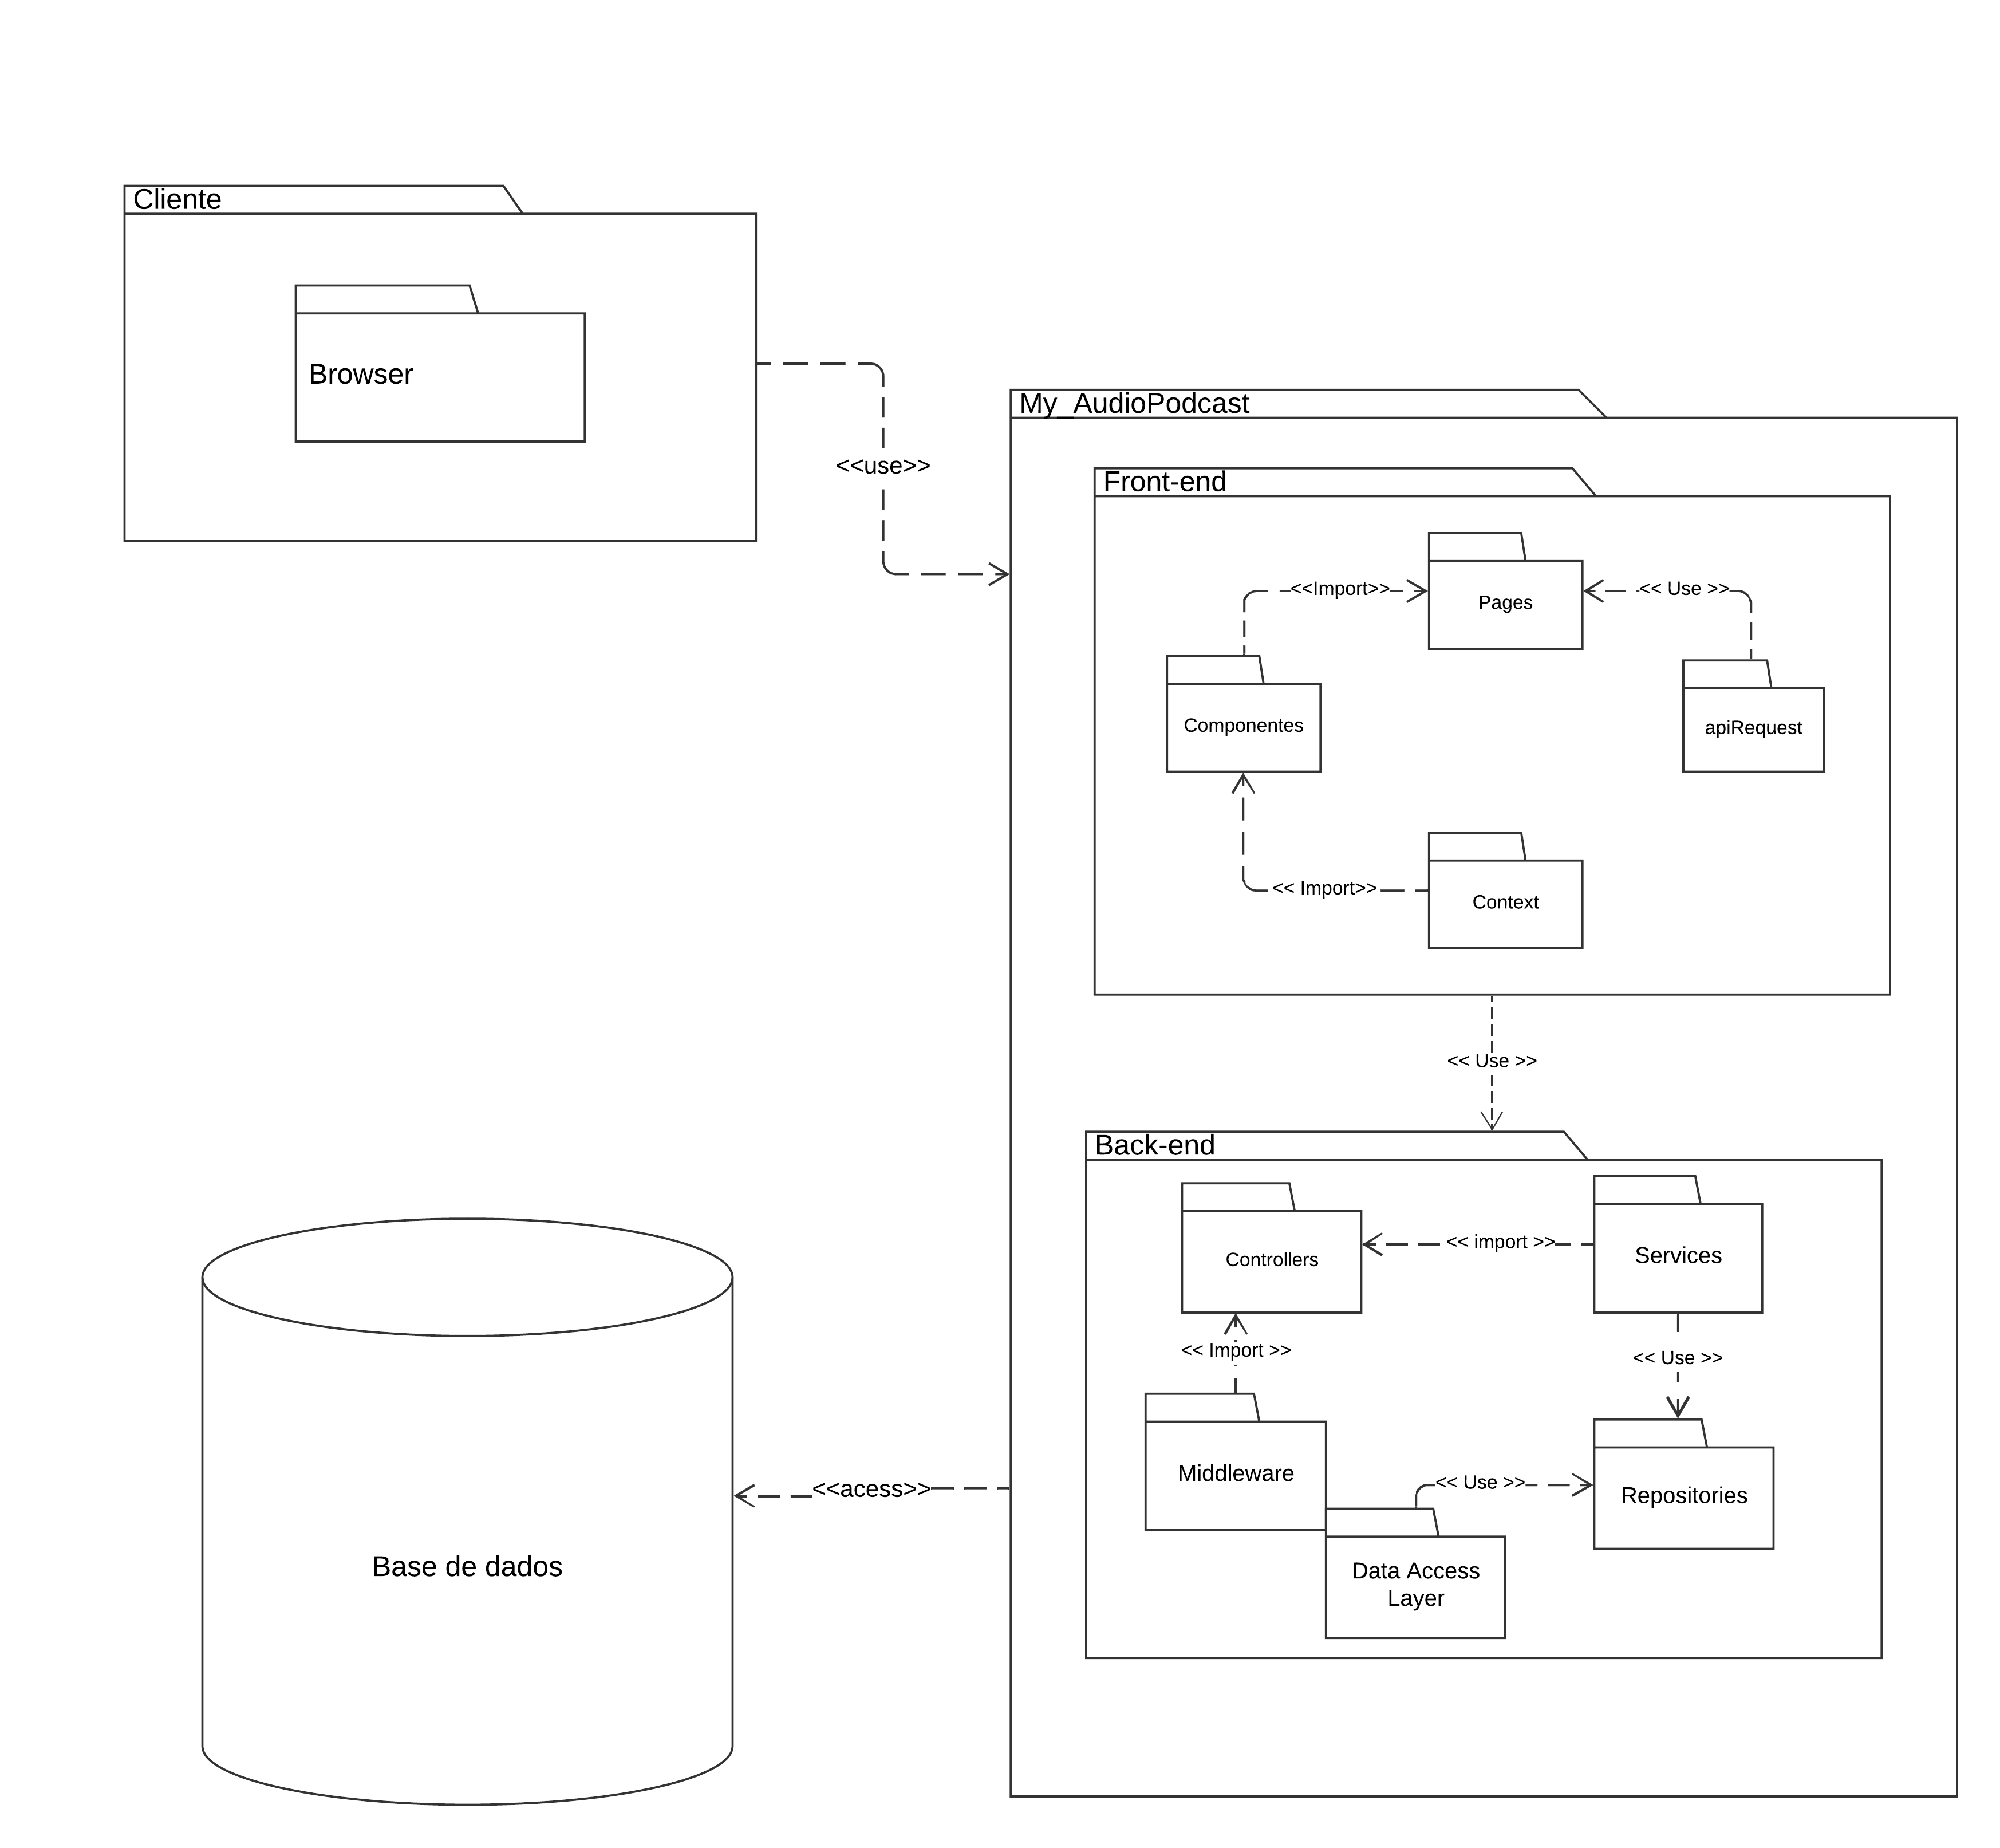 Cliente
Browser
<<use>>
My_AudioPodcast
Front-end
<<Import>>
Pages
<< Use >>
Componentes
apiRequest
<< Import>>
Context
<< Use >>
Back-end
Controllers
<< import >>
Services
<< Import >>
<< Use >>
Middleware
<< Use >>
Repositories
Data Access
Layer
<<acess>>
Base de dados